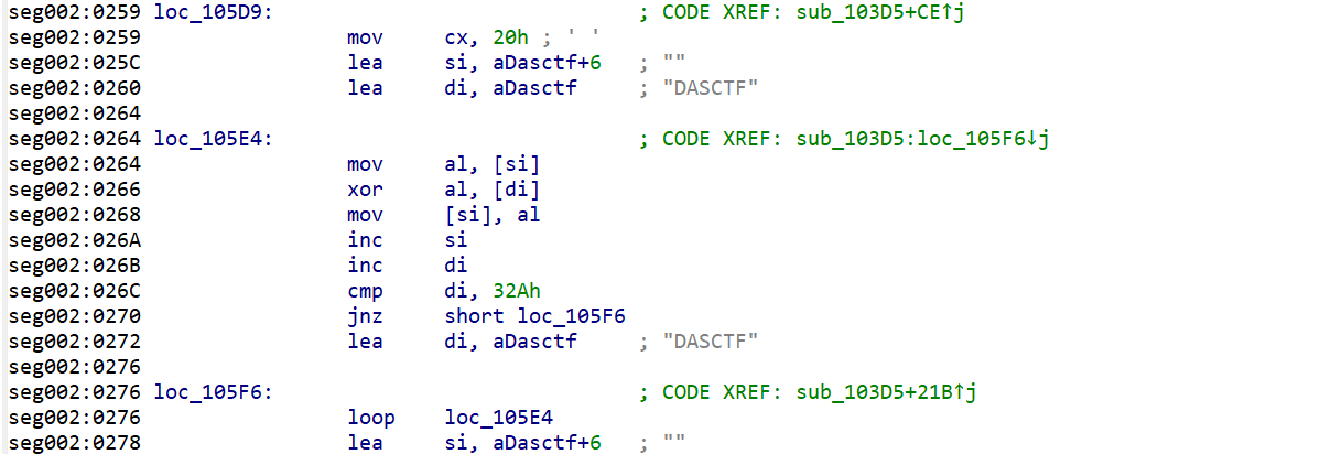 seg002:0259 loc_105D9: ; CODE XREF: sub_103D5+CE↑j
seg002:0259 mov cx, 20h ; ' '
seg002:025C lea si, aDasctf+6 ; ""
seg002:0260 lea di, aDasctf ; "DASCTF"
seg002:0264
seg002:0264 loc_105E4: ; CODE XREF: sub_103D5:loc_105F6↓j
seg002:0264 mov al, [si]
seg002:0266 xor al, [di]
seg002:0268 mov [si], al
seg002:026A inc si
seg002:026B inc di
seg002:026C cmp di, 32Ah
seg002:0270 jnz short loc_105F6
seg002:0272 lea di, aDasctf ; "DASCTF"
seg002:0276
seg002:0276 loc_105F6: ; CODE XREF: sub_103D5+21B↑j
seg002:0276 loop loc_105E4
seg002:0278 lea si, aDasctf+6 ; ""